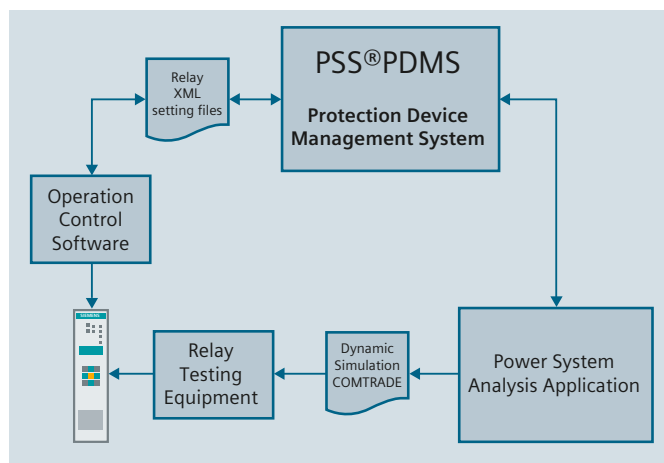 PSS®PDMS
Protection Device
Management System
Relay
XML
setting files
Operation
Control
Software
SIEMENS
Relay
Testing
Equipment
Dynamic
Simulation
COMTRADE
Power System
Analysis Application